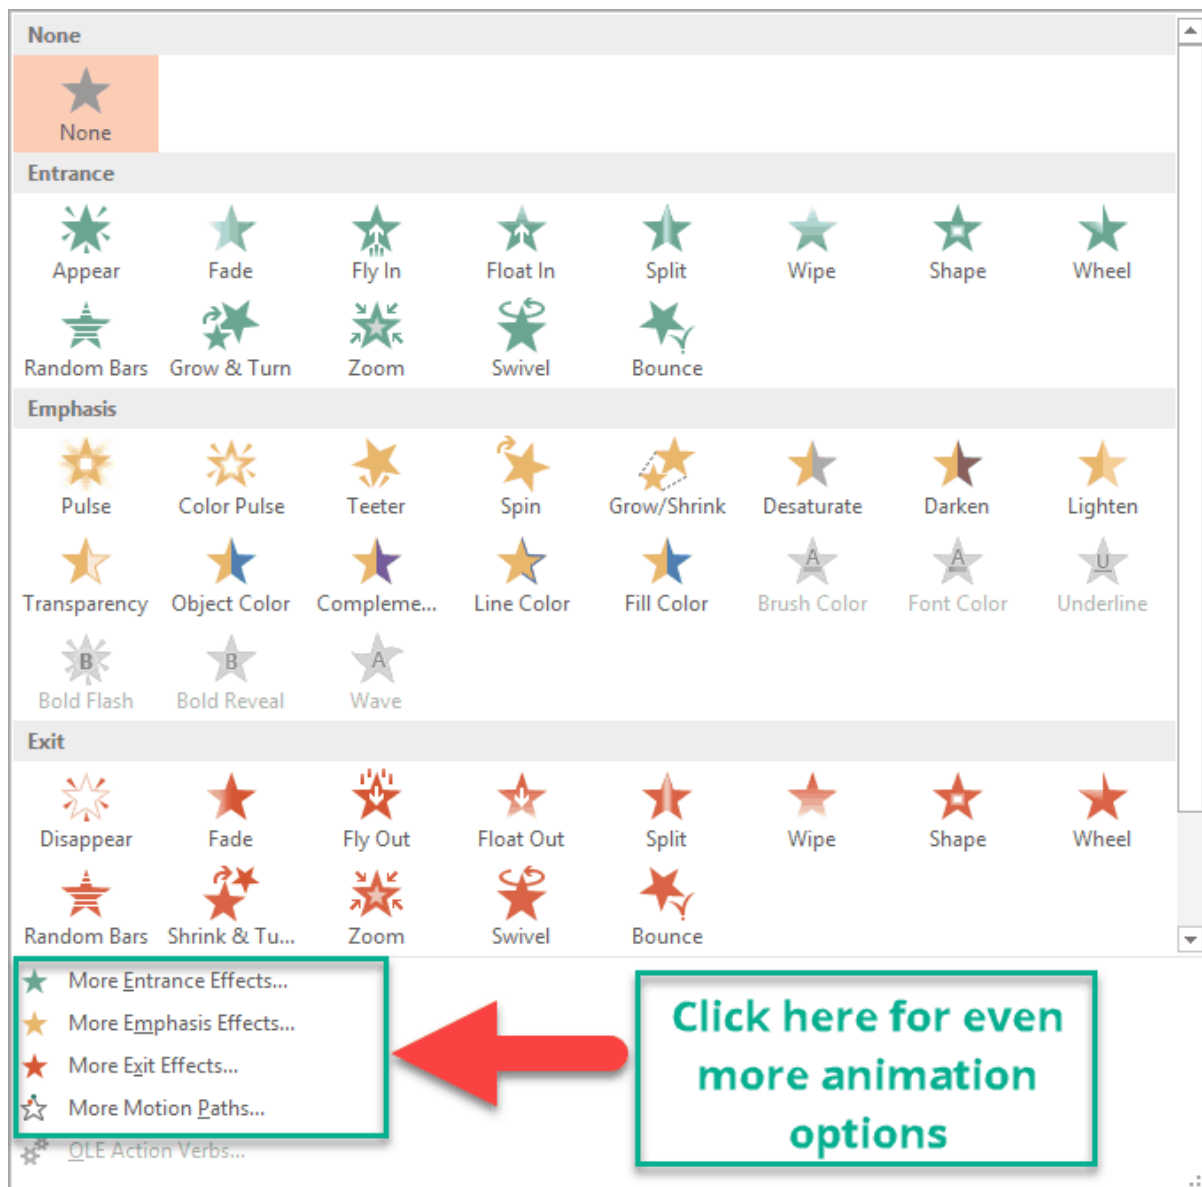 None
None
Entrance
Appear Fade Fly In Float In Split Wipe Shape Wheel
Random Bars Grow & Turn Zoom Swivel Bounce
Emphasis
Pulse Color Pulse Teeter Spin Grow/Shrink Desaturate Darken Lighten
A A U
Transparency Object Color Compleme... Line Color Fill Color Brush Color Font Color Underline
B B A
Bold Flash Bold Reveal Wave
Exit
Disappear Fade Fly Out Float Out Split Wipe Shape Wheel
Random Bars Shrink & Tu... Zoom Swivel Bounce
More Entrance Effects...
More Emphasis Effects...
More Exit Effects...
More Motion Paths...
OLE Action Verbs...
Click here for even
more animation
options